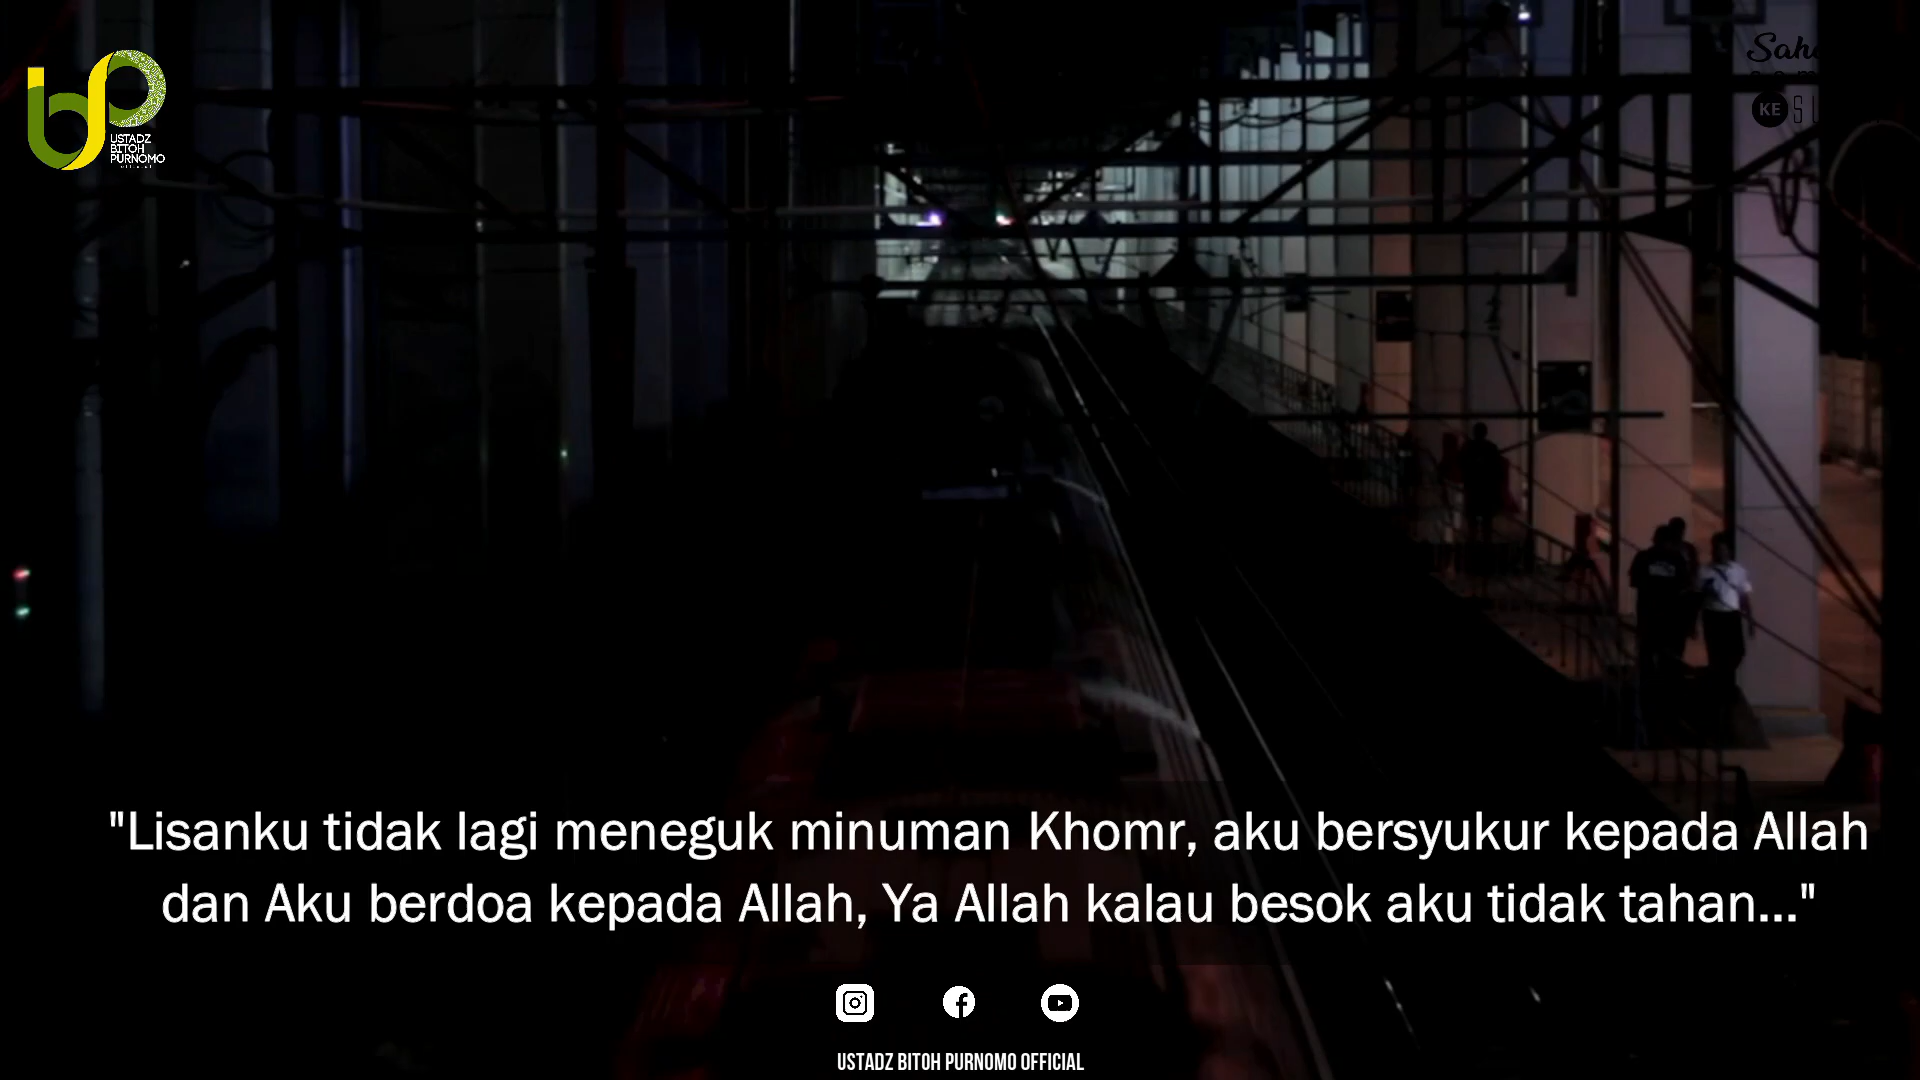 USTADZ
BITOH
PURNOMO
KE
"Lisanku tidak lagi meneguk minuman Khomr, aku bersyukur kepada Allah
dan Aku berdoa kepada Allah, Ya Allah kalau besok aku tidak tahan..."
USTADZ BITOH PURNOMO OFFICIAL